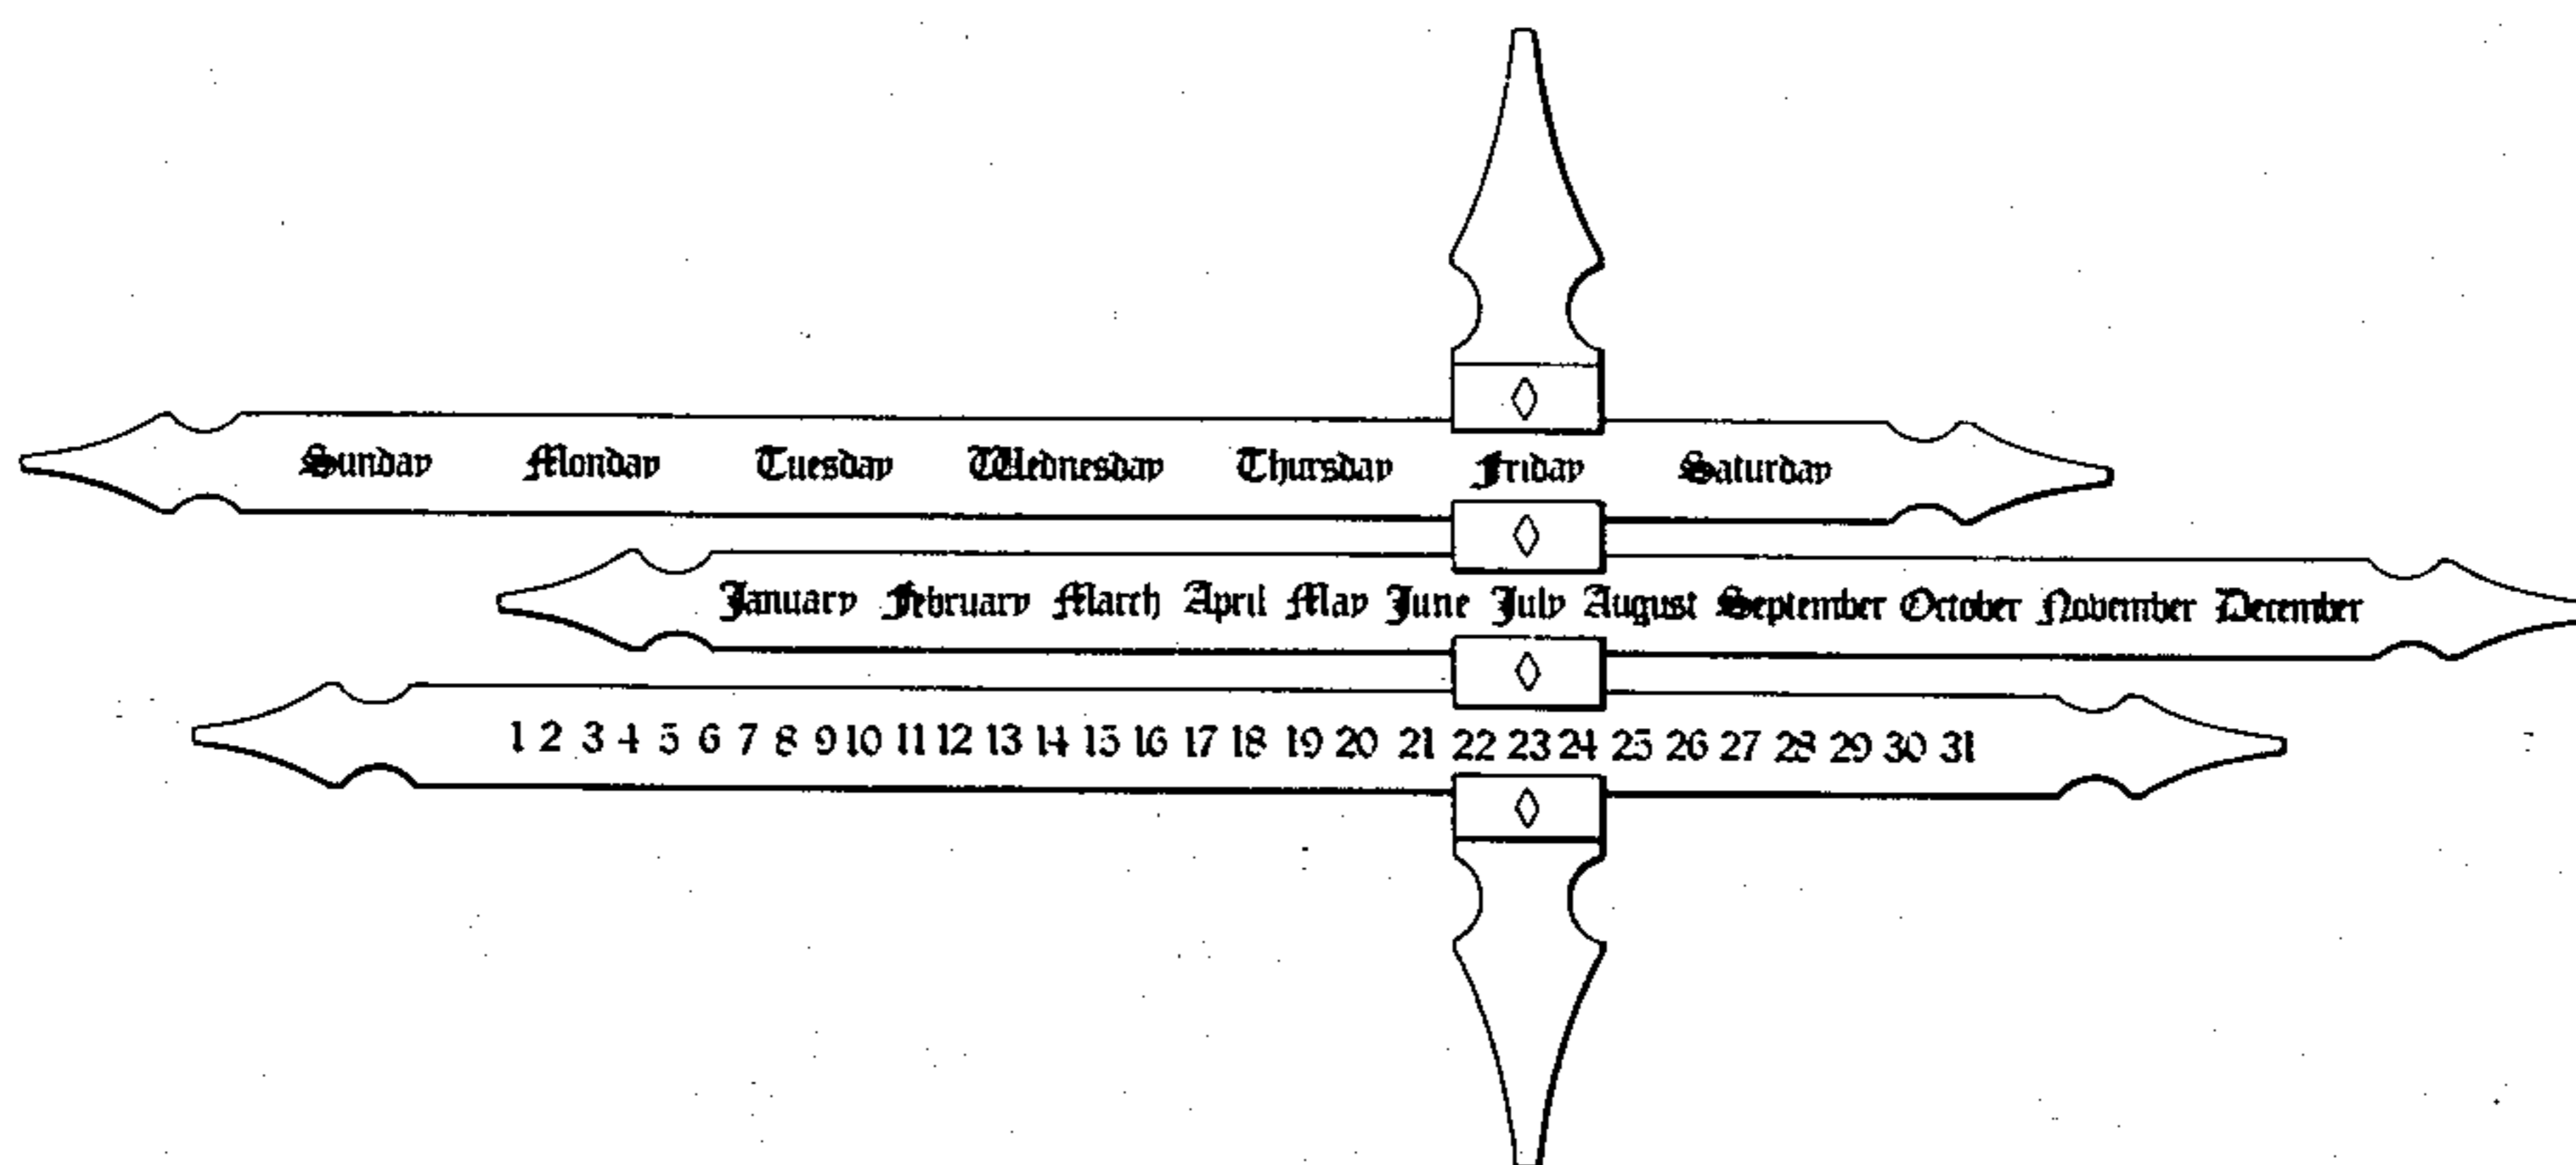 Sunday Monday Tuesday Wednesday Thursday Friday Saturday
January February March April May June July August September October November December
1 2 3 4 5 6 7 8 9 10 11 12 13 14 15 16 17 18 19 20 21 22 23 24 25 26 27 28 29 30 31